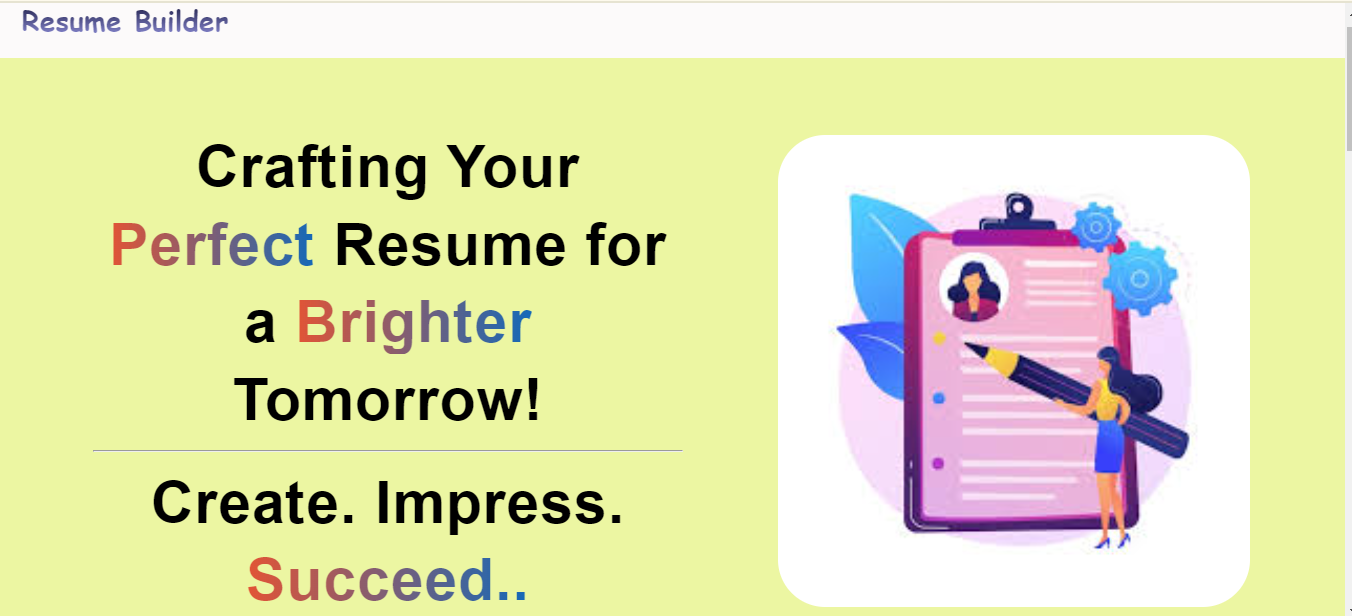 Resume Builder
Crafting Your
Perfect Resume for
a Brighter
Tomorrow!
Create. Impress.
Succeed..